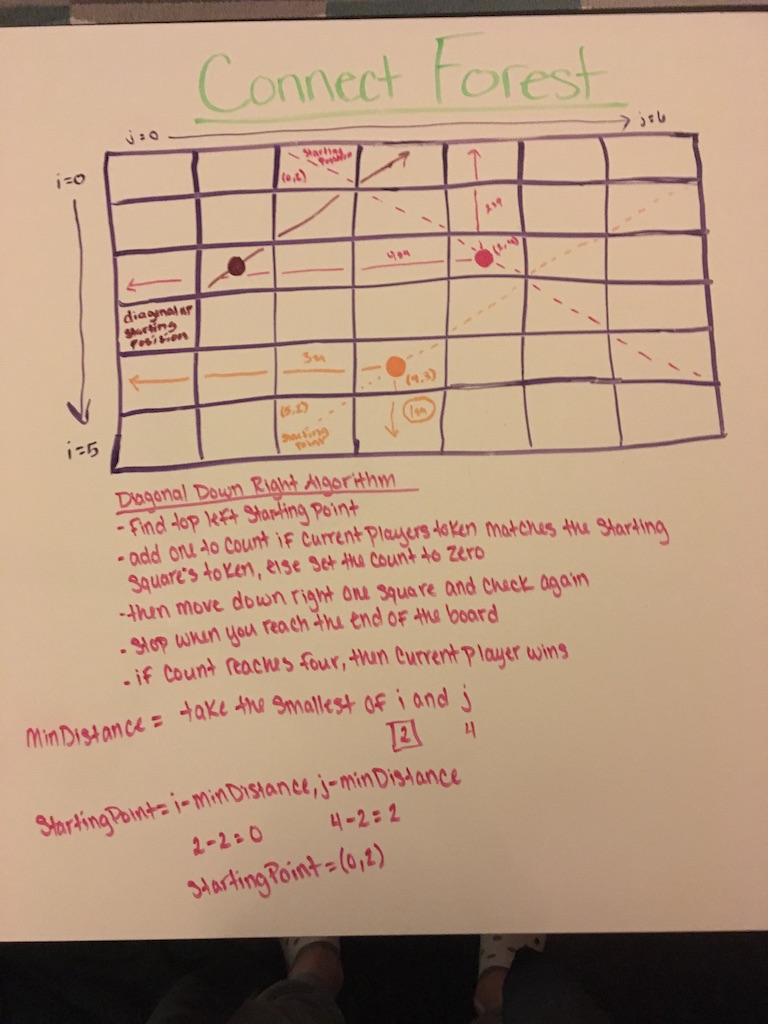 Connect Forest
j=0
j=6
i=0
Starting
Position
(0,2)
2m
4m
(2,4)
diagonal up
starting
position
3m
(4,3)
(5,2)
starting
point
1m
i=5
Diagonal Down Right Algorithm
- find top left Starting Point
- add one to count if current Players token matches the Starting
Square's token, else set the count to zero
- then move down right one square and check again
- Stop when you reach the end of the board
- if count reaches four, then current player wins
MinDistance = take the smallest of i and j
2 4
StartingPoint= i-minDistance, j-minDistance
2-2=0 4-2=2
StartingPoint=(0,2)